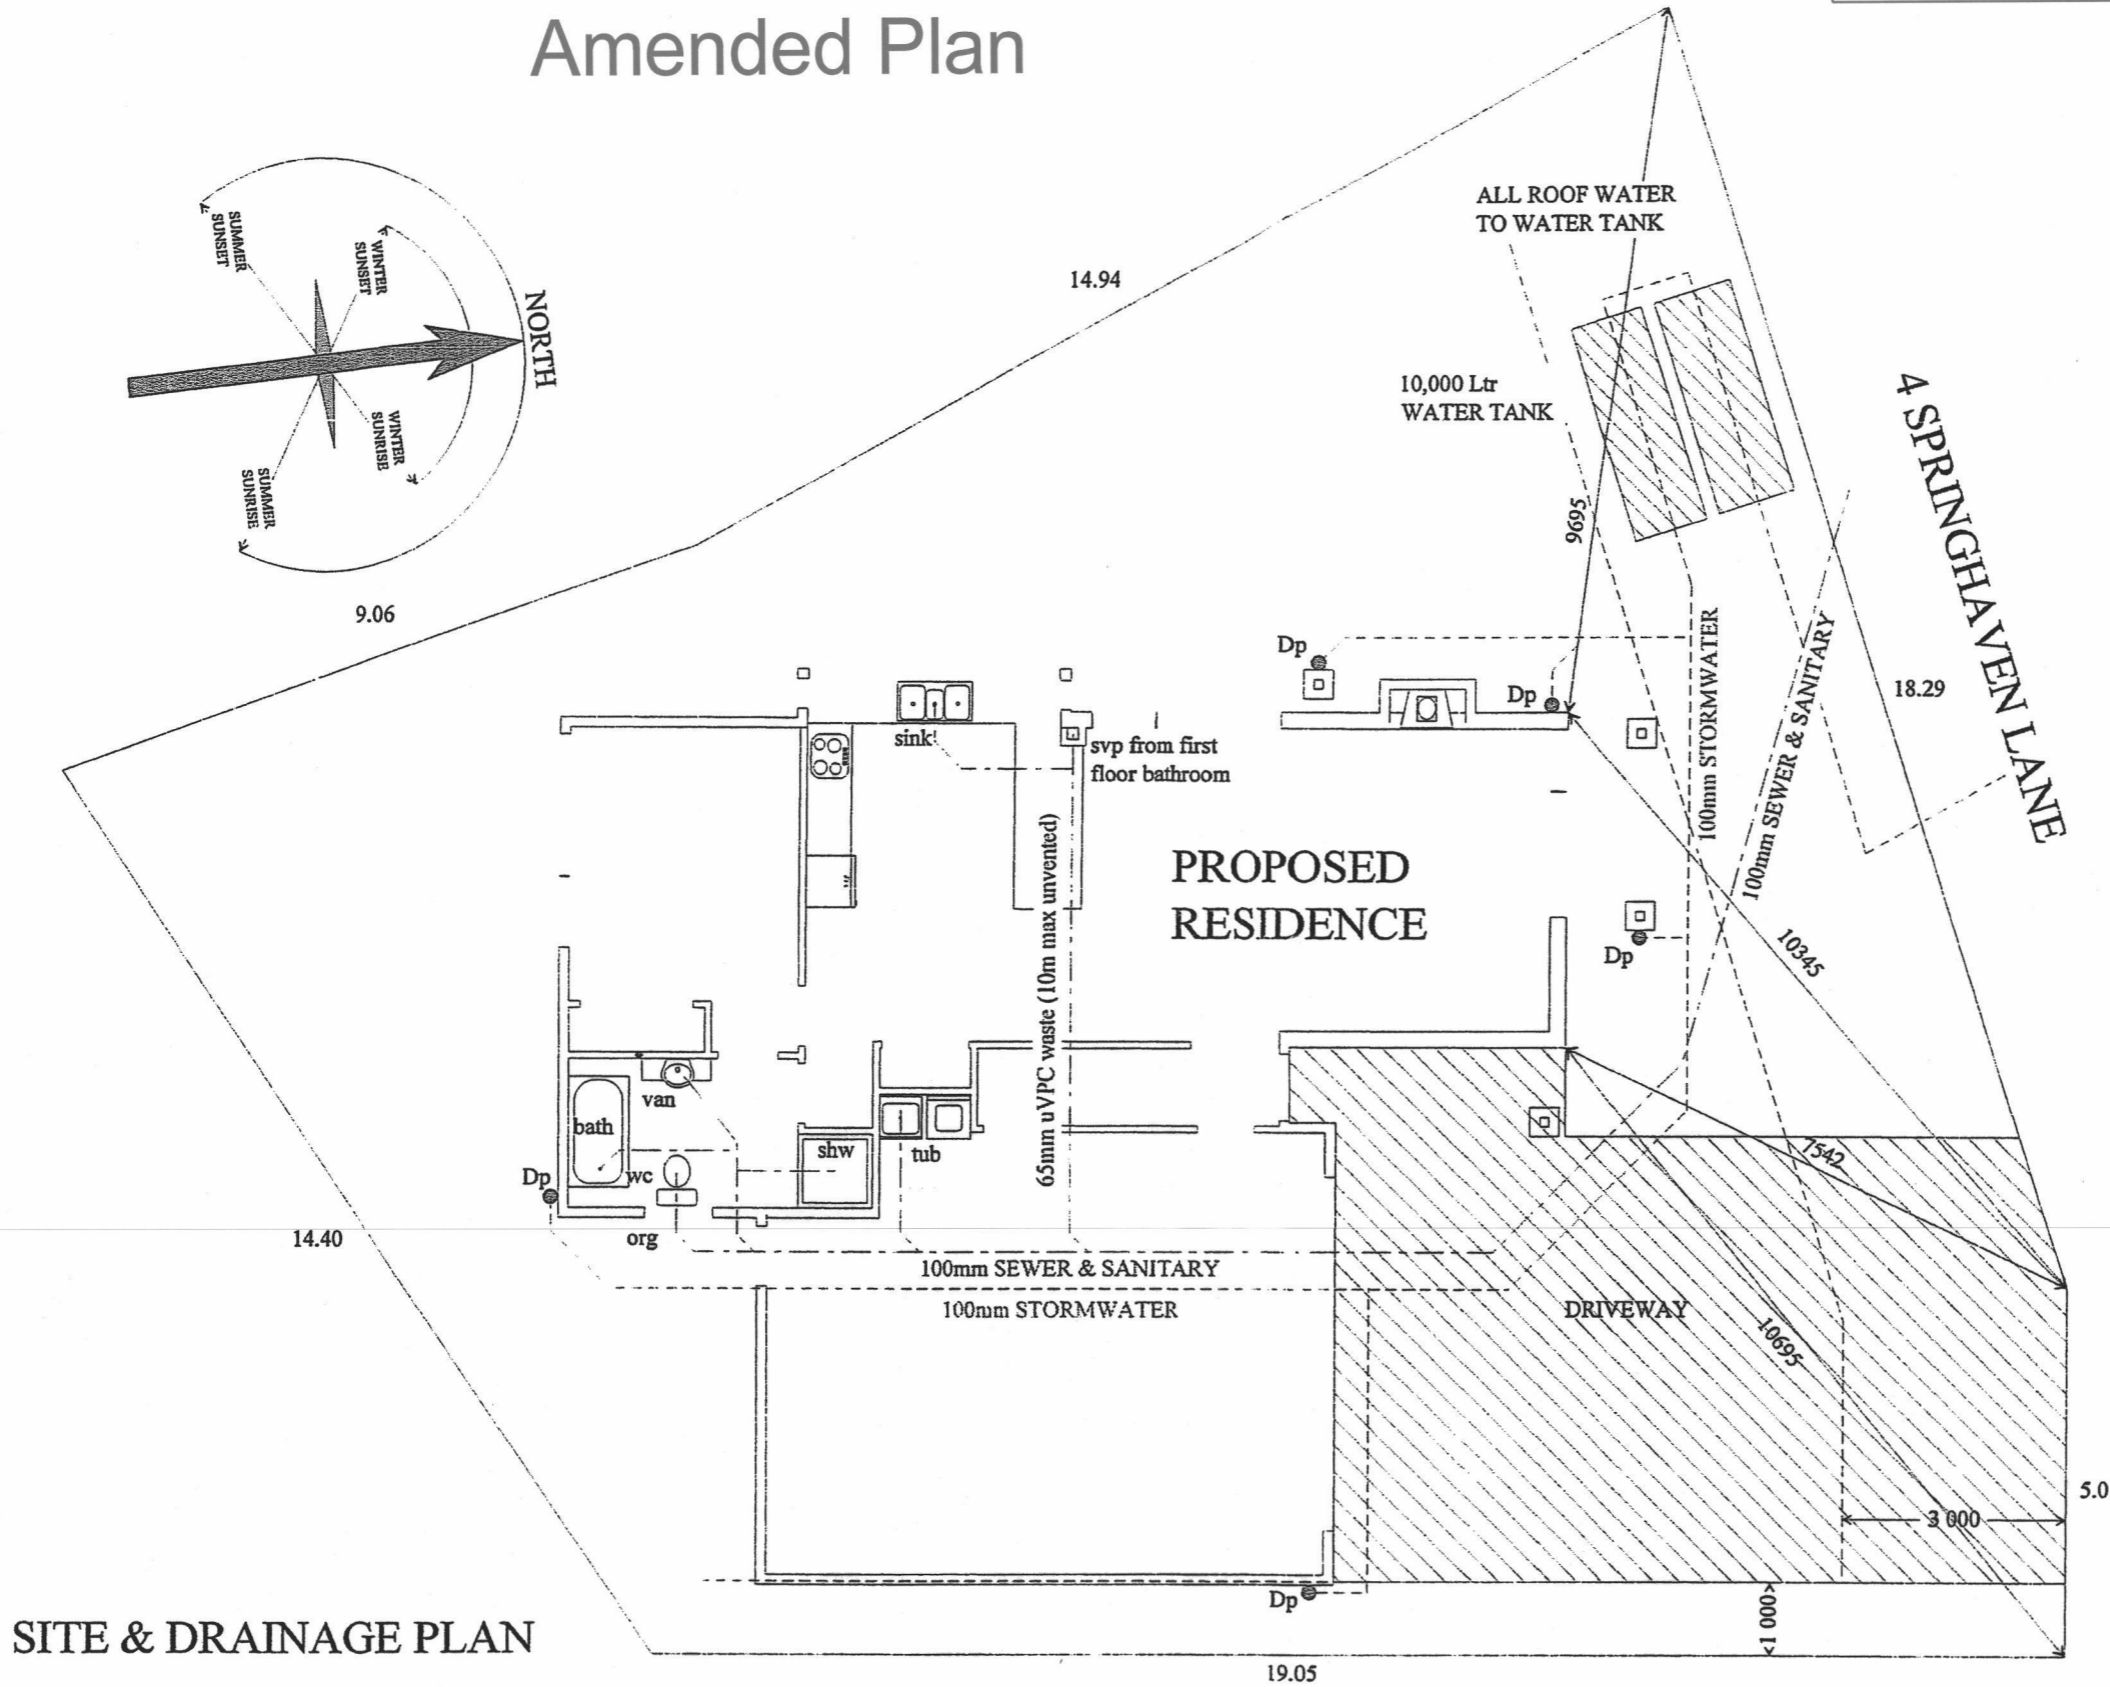 Amended Plan
ALL ROOF WATER
TO WATER TANK
SUMMER
SUNSET
WINTER
SUNSET
NORTH
WINTER
SUNRISE
SUMMER
SUNRISE
14.94
10,000 Ltr
WATER TANK
4 SPRINGHAVEN LANE
9695
9.06
Dp
Dp
100mm STORMWATER
100mm SEWER & SANITARY
18.29
sink
svp from first
floor bathroom
65mm uVPC waste (10m max unvented)
PROPOSED
RESIDENCE
Dp
10345
van
bath
shw
tub
wc
Dp
7542
14.40
org
100mm SEWER & SANITARY
100mm STORMWATER
DRIVEWAY
10695
5.0
3 000
Dp
1 000
SITE & DRAINAGE PLAN
19.05